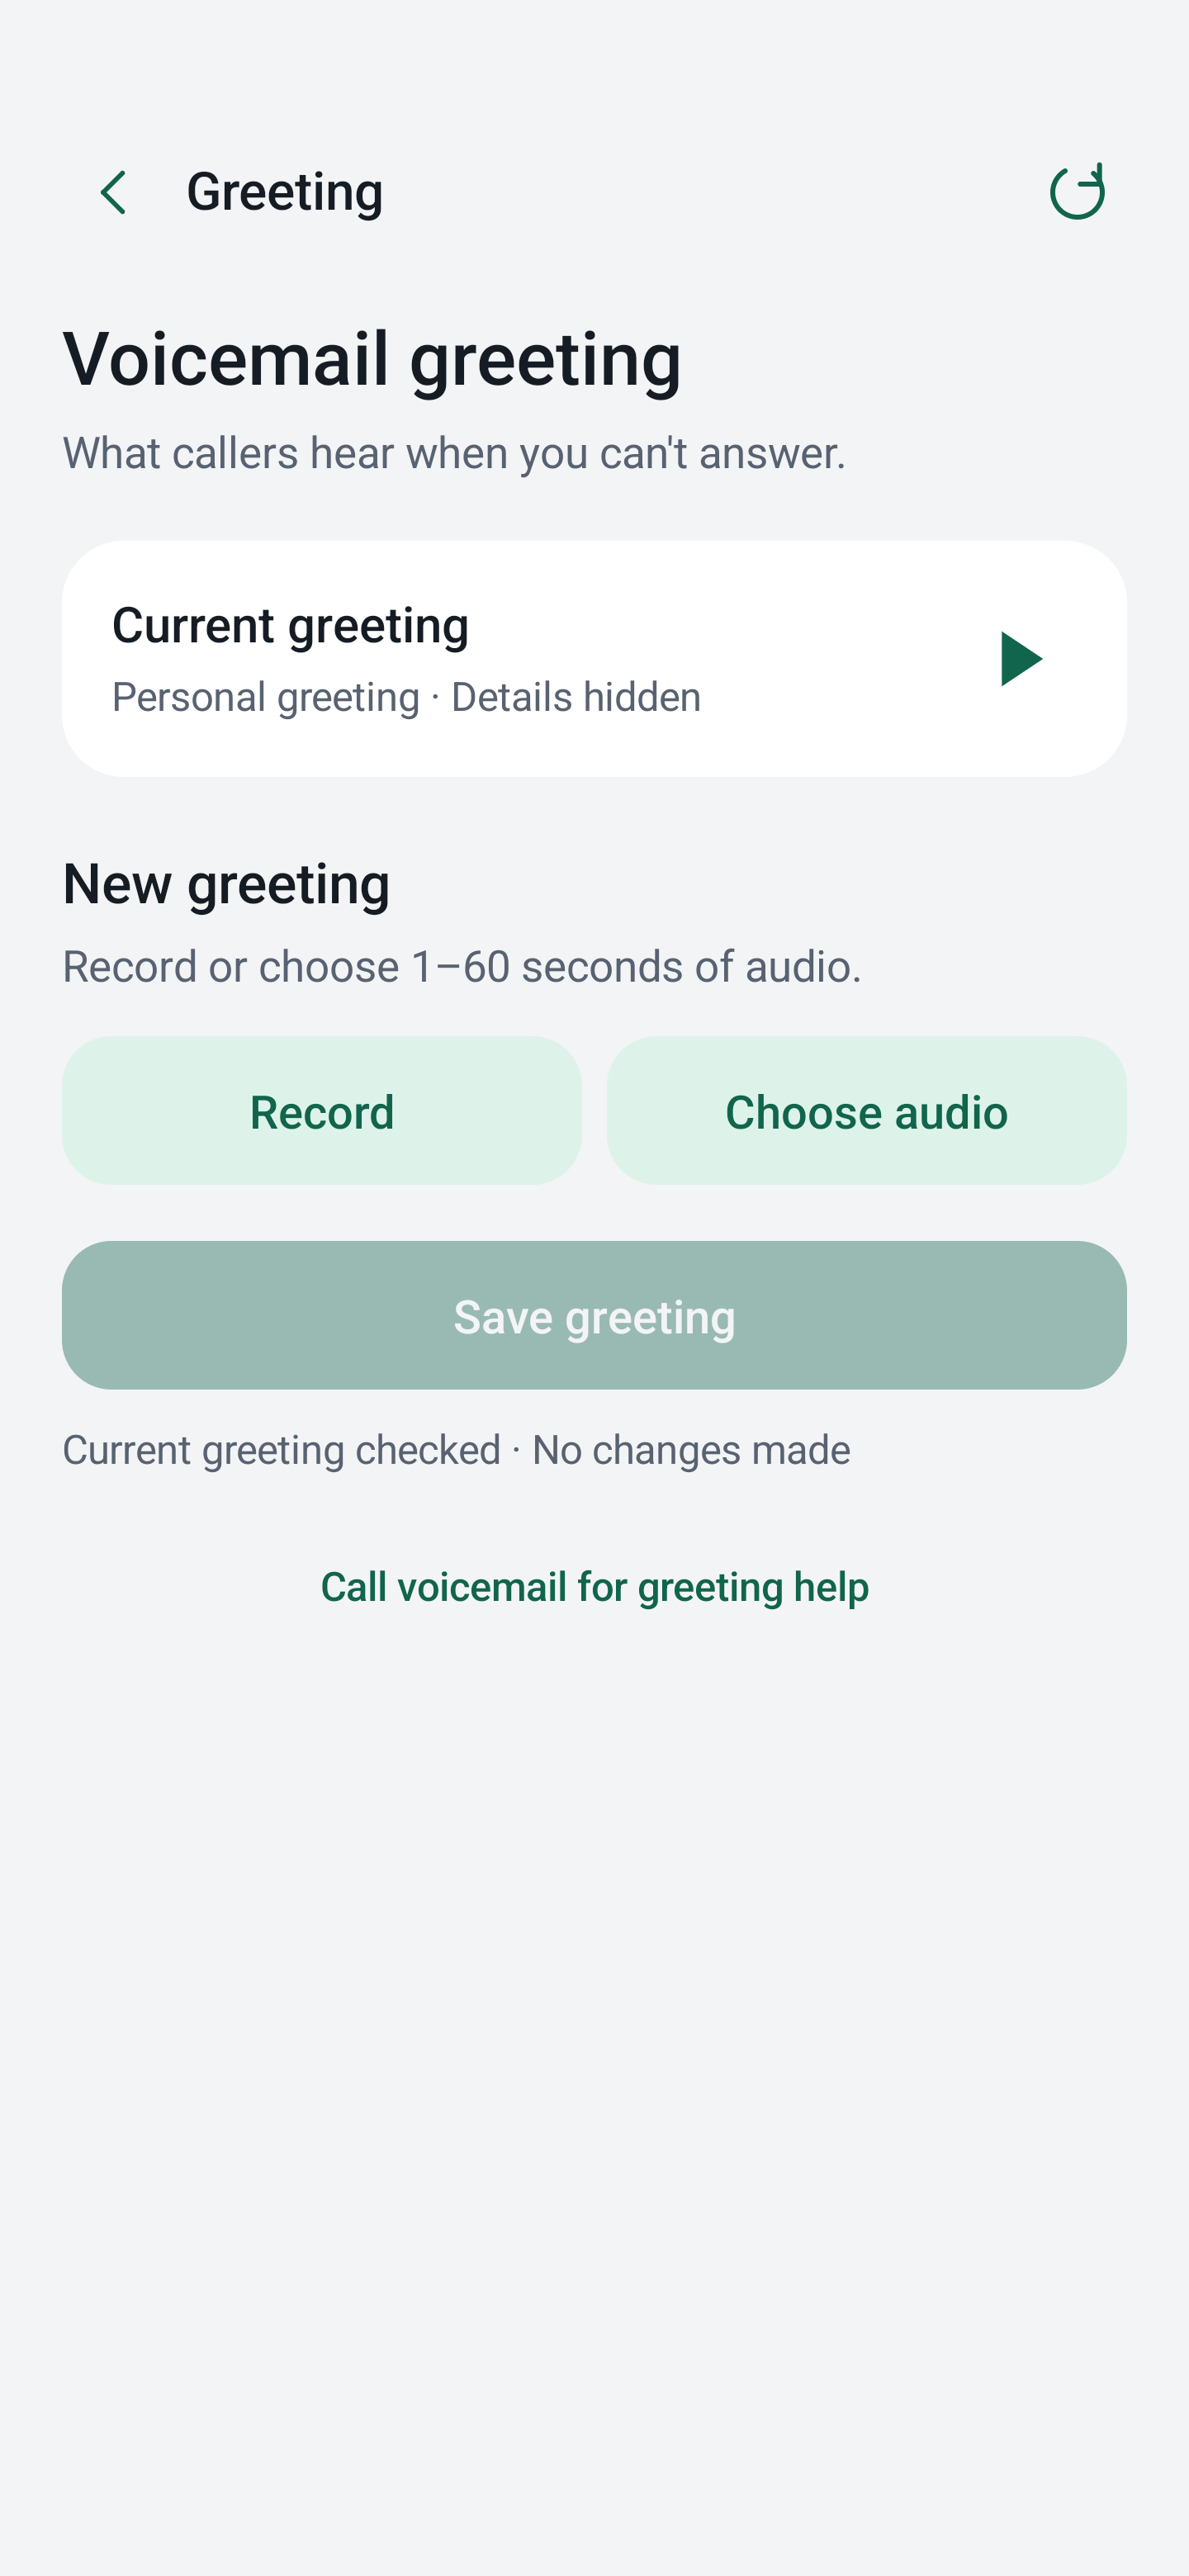 Greeting
Voicemail greeting
What callers hear when you can't answer.
Current greeting
Personal greeting · Details hidden
New greeting
Record or choose 1–60 seconds of audio.
Record
Choose audio
Save greeting
Current greeting checked · No changes made
Call voicemail for greeting help